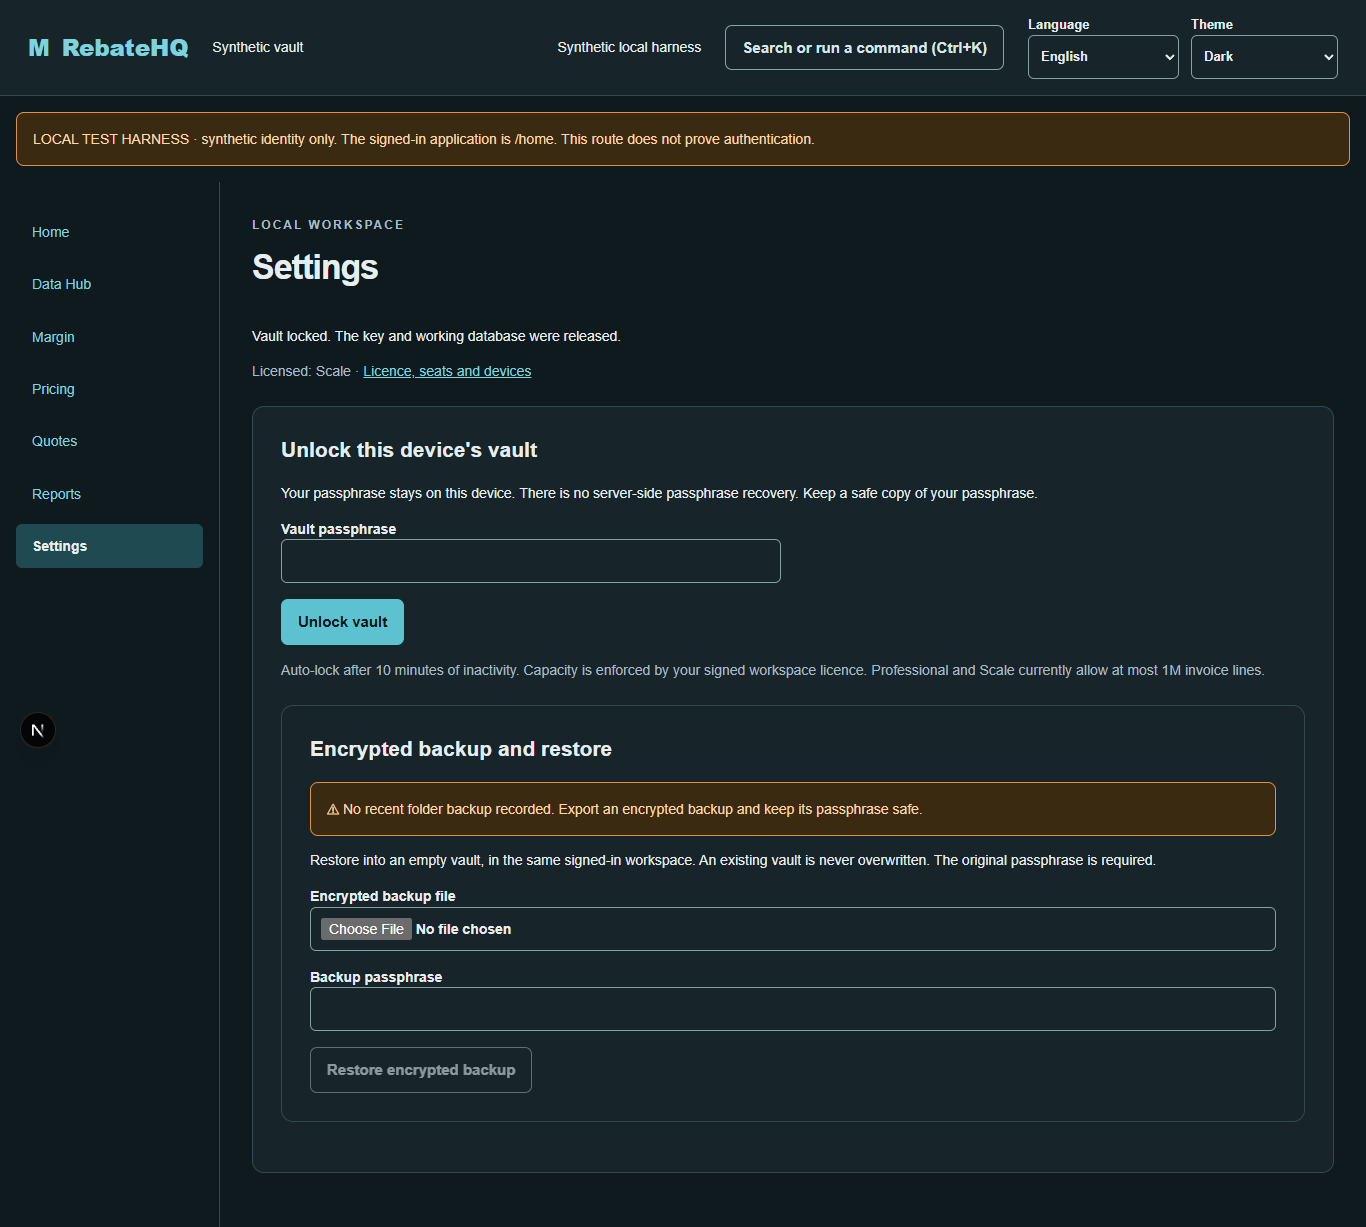 M RebateHQ
Synthetic vault
Synthetic local harness
Search or run a command (Ctrl+K)
Language
English
Theme
Dark
LOCAL TEST HARNESS · synthetic identity only. The signed-in application is /home. This route does not prove authentication.
Home
Data Hub
Margin
Pricing
Quotes
Reports
Settings
N
LOCAL WORKSPACE
Settings
Vault locked. The key and working database were released.
Licensed: Scale · Licence, seats and devices
Unlock this device's vault
Your passphrase stays on this device. There is no server-side passphrase recovery. Keep a safe copy of your passphrase.
Vault passphrase
Unlock vault
Auto-lock after 10 minutes of inactivity. Capacity is enforced by your signed workspace licence. Professional and Scale currently allow at most 1M invoice lines.
Encrypted backup and restore
⚠ No recent folder backup recorded. Export an encrypted backup and keep its passphrase safe.
Restore into an empty vault, in the same signed-in workspace. An existing vault is never overwritten. The original passphrase is required.
Encrypted backup file
Choose File No file chosen
Backup passphrase
Restore encrypted backup